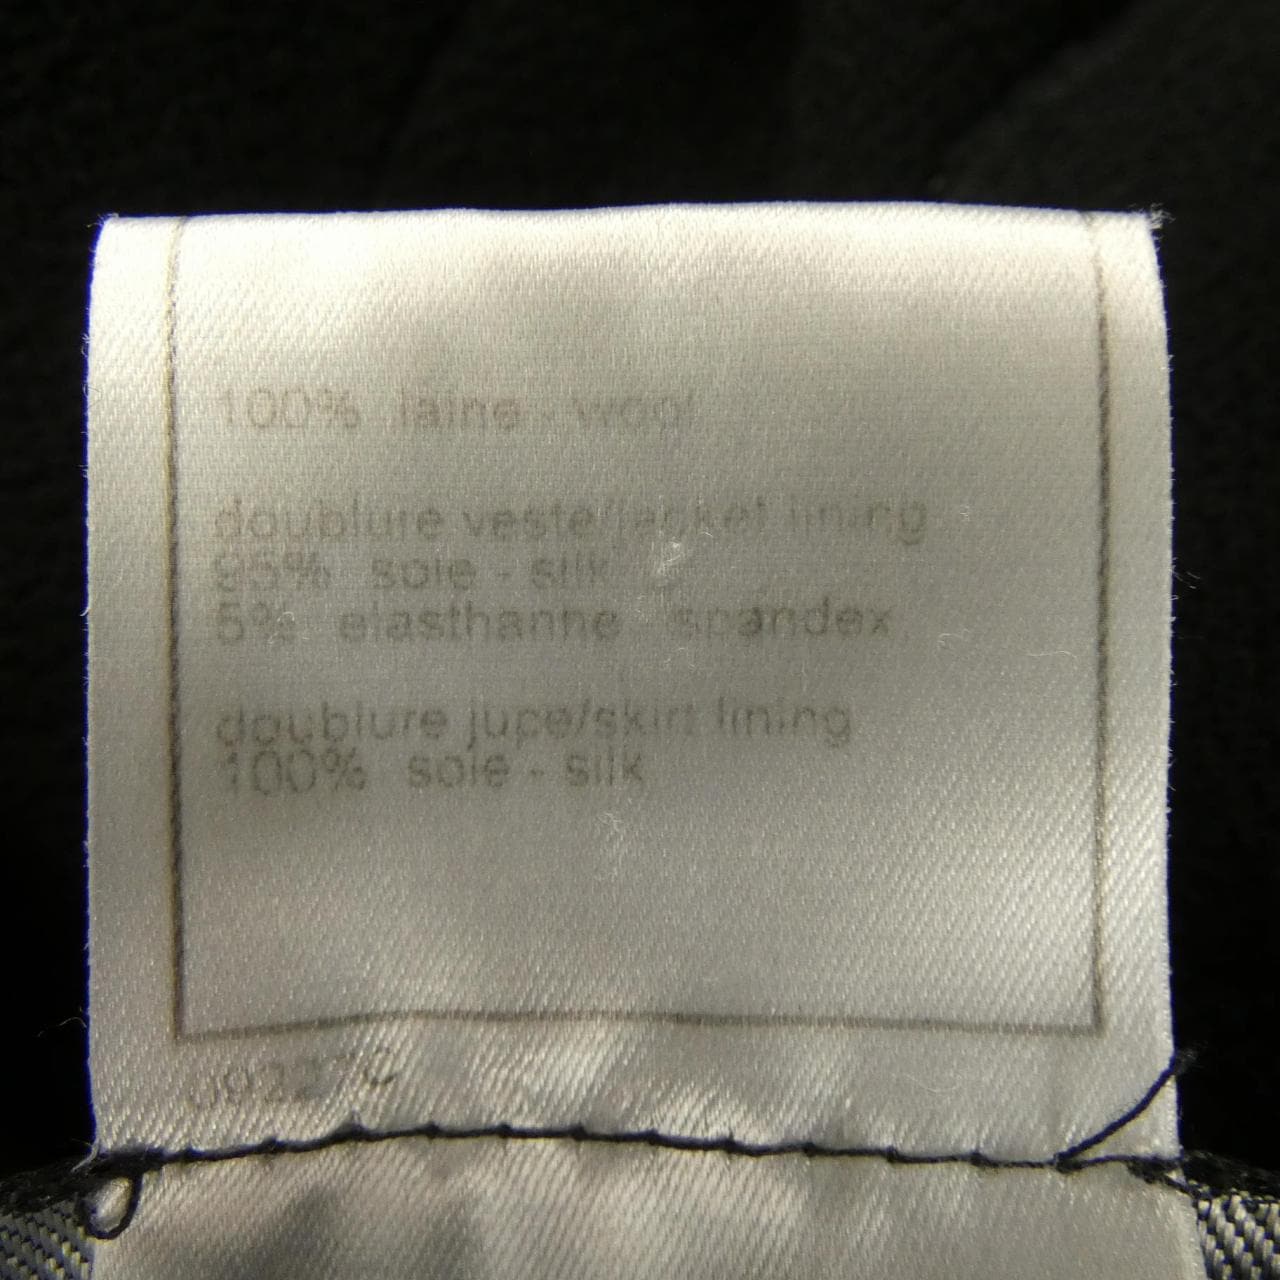 100% laine - wool
doublure veste/jacket lining
95% soie - silk
5% elasthanne spandex
doublure jupe/skirt lining
100% soie - silk